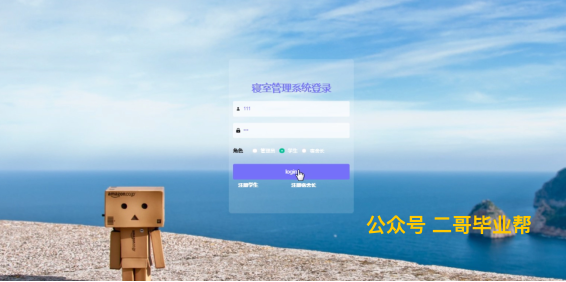 寝室管理系统登录
111
角色 管理员 学生 宿舍长
login
注册学生 注册宿舍长
amazon
公众号 二哥毕业帮